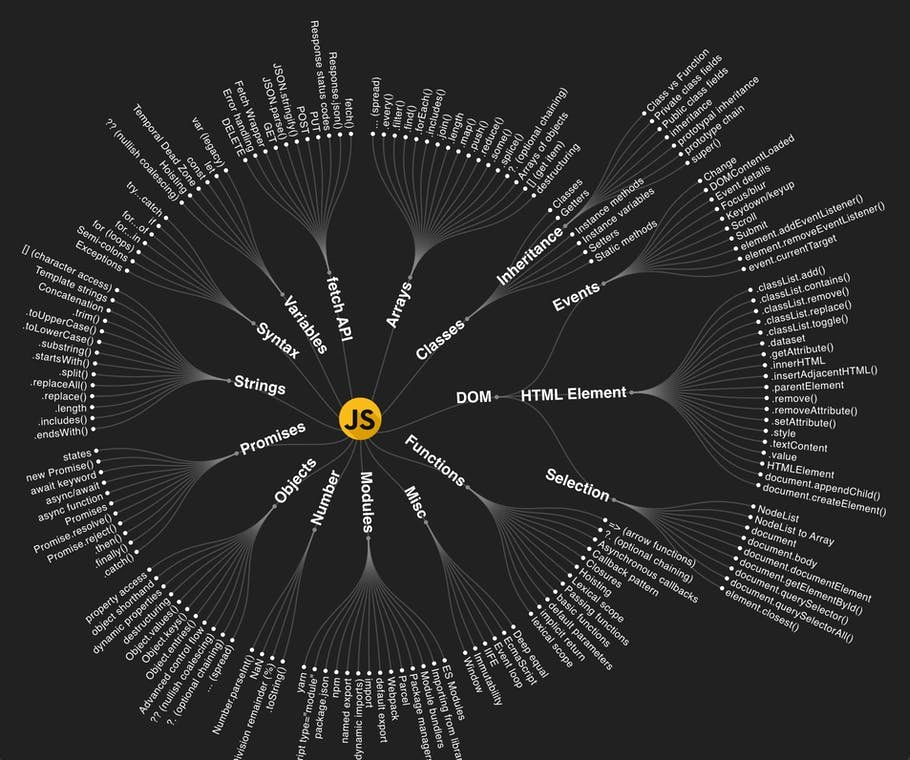 JS
fetch API
Response status codes
Response.json()
fetch()
PUT
POST
GET
JSON.stringify()
JSON.parse()
Fetch Wrapper
Error handling
DELETE
Arrays
... (spread)
.every()
.filter()
.find()
.forEach()
.includes()
.join()
.length
.map()
.push()
.reduce()
.some()
.splice()
?. (optional chaining)
Arrays of objects
[] (get item)
destructuring
Classes
Classes
Getters
Inheritance
Class vs Function
Private class fields
Public class fields
Inheritance
prototypal inheritance
prototype chain
super()
Instance methods
Instance variables
Setters
Static methods
DOM
Events
Change
DOMContentLoaded
Event details
Focus/blur
Keydown/keyup
Scroll
Submit
element.addEventListener()
element.removeEventListener()
event.currentTarget
HTML Element
.classList.add()
.classList.contains()
.classList.remove()
.classList.replace()
.classList.toggle()
.dataset
.getAttribute()
.innerHTML
.insertAdjacentHTML()
.parentElement
.remove()
.removeAttribute()
.setAttribute()
.style
.textContent
.value
HTMLElement
document.appendChild()
document.createElement()
Selection
NodeList
NodeList to Array
document
document.body
document.documentElement
document.getElementById()
document.querySelector()
document.querySelectorAll()
element.closest()
Functions
=> (arrow functions)
?. (optional chaining)
Asynchronous callbacks
Callback pattern
Closures
Hoisting
Lexical scope
Passing functions
basic functions
default parameters
implicit return
lexical scope
Misc
Deep equal
EcmaScript
Event loop
IIFE
Immutability
Window
Modules
ES Modules
Importing from libra
Module bundlers
Package managers
Parcel
Webpack
default export
import
dynamic imports)
named export
npm
package.json
ript type="module"
yarn
Number
.toString()
ivision remainder (%)
NaN
Number.parseInt()
Objects
... (spread)
?. (optional chaining)
?? (nullish coalescing)
Advanced control flow
Object.entries()
Object.keys()
Object.values()
destructuring
dynamic properties
object shorthand
property access
Promises
.catch()
.finally()
.then()
Promise.reject()
Promise.resolve()
Promises
async function
async/await
await keyword
new Promise()
states
Strings
.endsWith()
.includes()
.length
.replace()
.replaceAll()
.split()
.startsWith()
.substring()
.toLowerCase()
.toUpperCase()
.trim()
Concatenation
Template strings
[] (character access)
Syntax
Exceptions
Semi-colons
for (loops)
for...in
for...of
if
try...catch
Variables
?? (nullish coalescing)
Hoisting
Temporal Dead Zone
const
let
var (legacy)